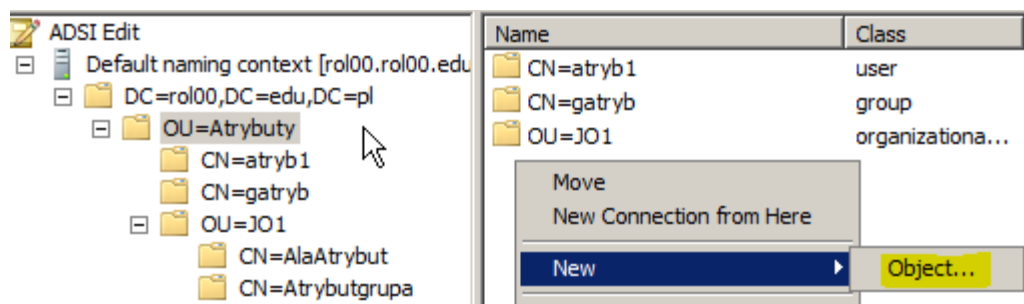 ADSI Edit
Default naming context [rol00.rol00.edu
DC=rol00,DC=edu,DC=pl
OU=Atrybuty
CN=atryb1
CN=gatryb
OU=JO1
CN=AlaAtrybut
CN=Atrybutgrupa
Name Class
CN=atryb1 user
CN=gatryb group
OU=JO1 organizationa...
Move
New Connection from Here
New Object...